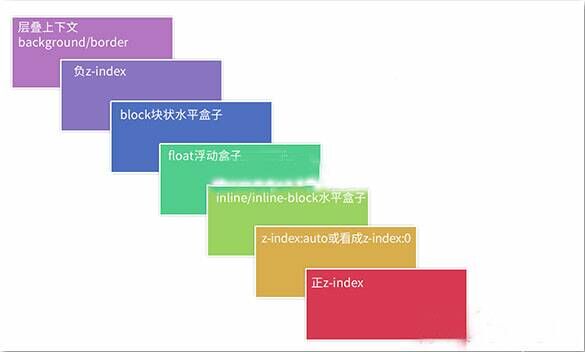 层叠上下文
background/border
负z-index
block块状水平盒子
float浮动盒子
inline/inline-block水平盒子
z-index:auto或看成z-index:0
正z-index